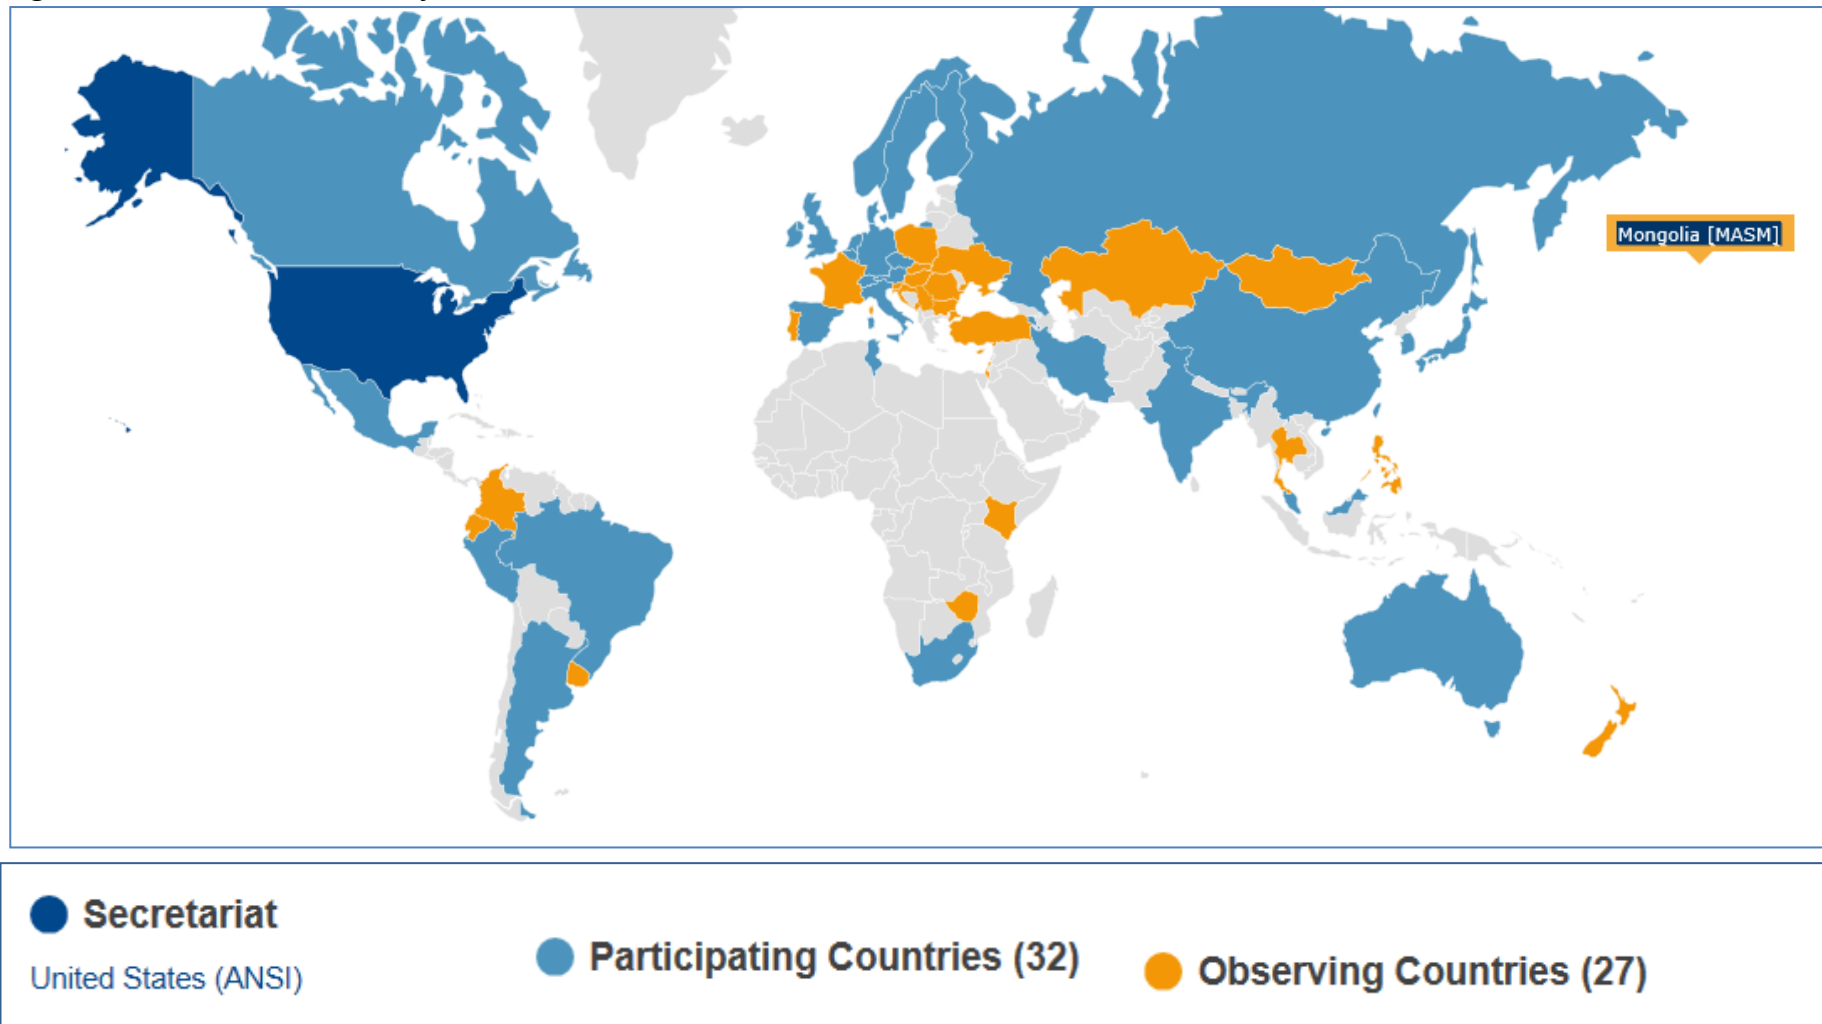 Mongolia [MASM]
Secretariat
United States (ANSI)
Participating Countries (32)
Observing Countries (27)